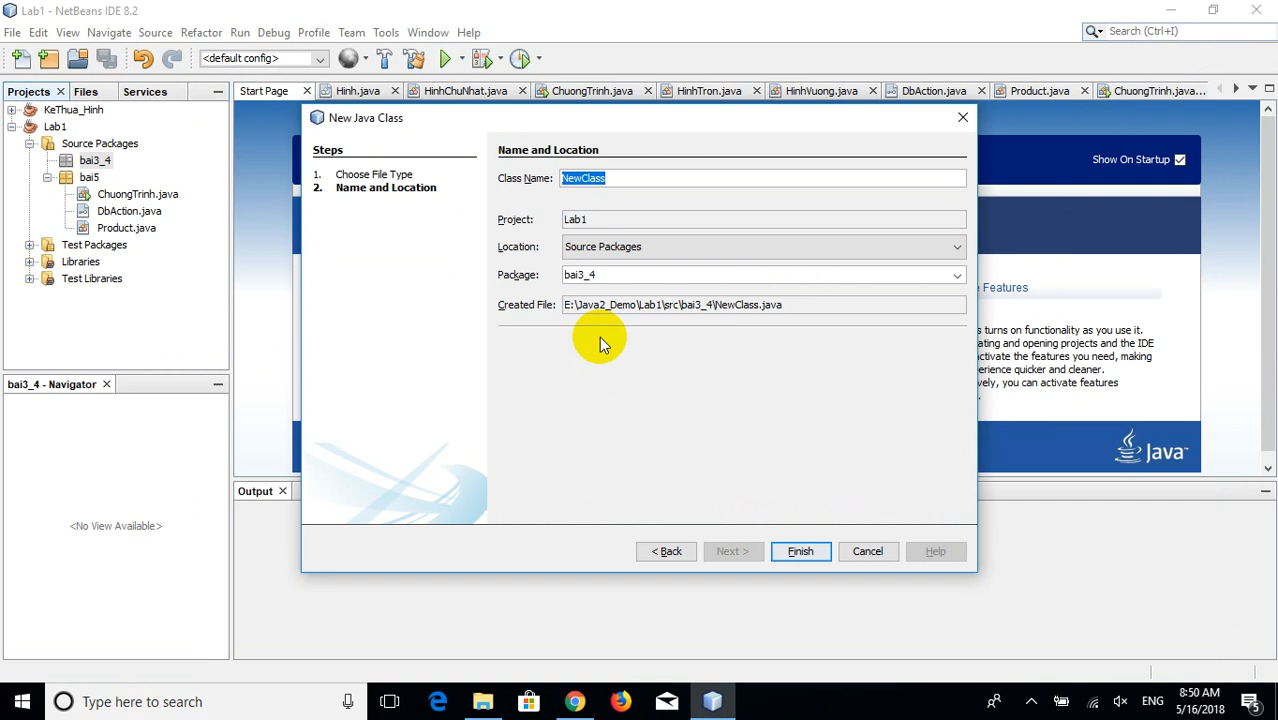 Lab1 - NetBeans IDE 8.2
File Edit View Navigate Source Refactor Run Debug Profile Team Tools Window Help
Search (Ctrl+I)
<default config>
Projects Files Services
Start Page Hinh.java HinhChuNhat.java ChuongTrinh.java HinhTron.java HinhVuong.java DbAction.java Product.java ChuongTrinh.java...
KeThua_Hinh
Lab1
Source Packages
bai3_4
bai5
ChuongTrinh.java
DbAction.java
Product.java
Test Packages
Libraries
Test Libraries
New Java Class
Steps
1. Choose File Type
2. Name and Location
Name and Location
Class Name: NewClass
Project: Lab1
Location: Source Packages
Package: bai3_4
Created File: E:\Java2_Demo\Lab1\src\bai3_4\NewClass.java
< Back Next > Finish Cancel Help
Show On Startup
Features
turns on functionality as you use it.
ating and opening projects and the IDE
activate the features you need, making
perience quicker and cleaner.
vely, you can activate features
Java
bai3_4 - Navigator
<No View Available>
Output
Type here to search
ENG
8:50 AM
5/16/2018
5